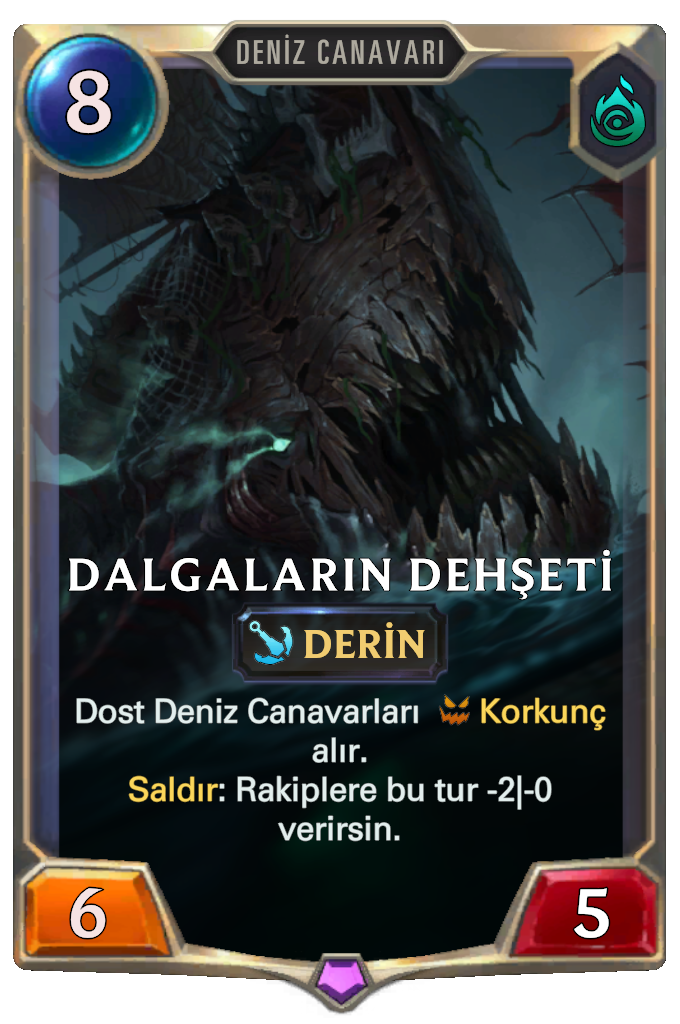 DENİZ CANAVARI
8
DALGALARIN DEHŞETİ
DERİN
Dost Deniz Canavarları Korkunç
alır.
Saldır: Rakiplere bu tur -2|-0
verirsin.
6
5